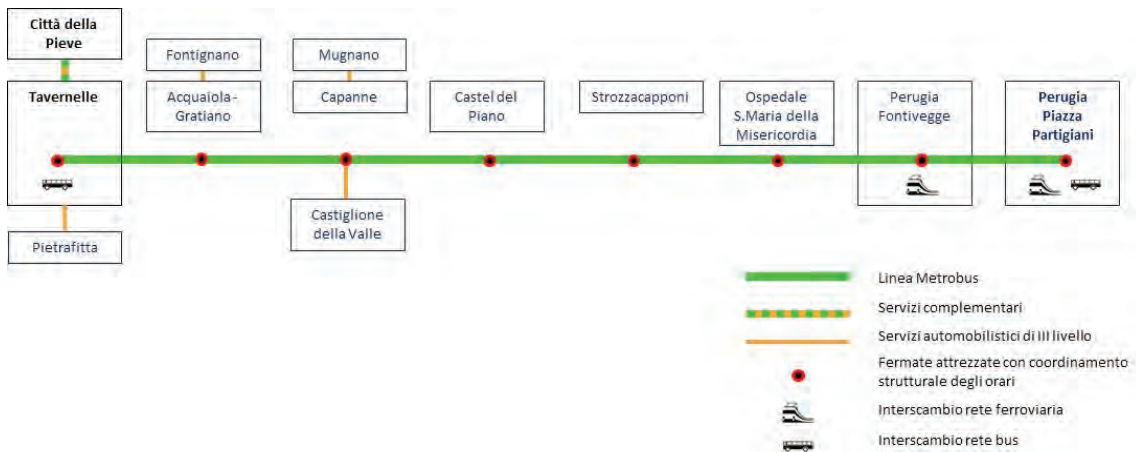 Città della
Pieve
Fontignano
Mugnano
Tavernelle
Acquaiola-
Gratiano
Capanne
Castel del
Piano
Strozzacapponi
Ospedale
S.Maria della
Misericordia
Perugia
Fontivegge
Perugia
Piazza
Partigiani
Pietrafitta
Castiglione
della Valle
Linea Metrobus
Servizi complementari
Servizi automobilistici di III livello
Fermate attrezzate con coordinamento
strutturale degli orari
Interscambio rete ferroviaria
Interscambio rete bus